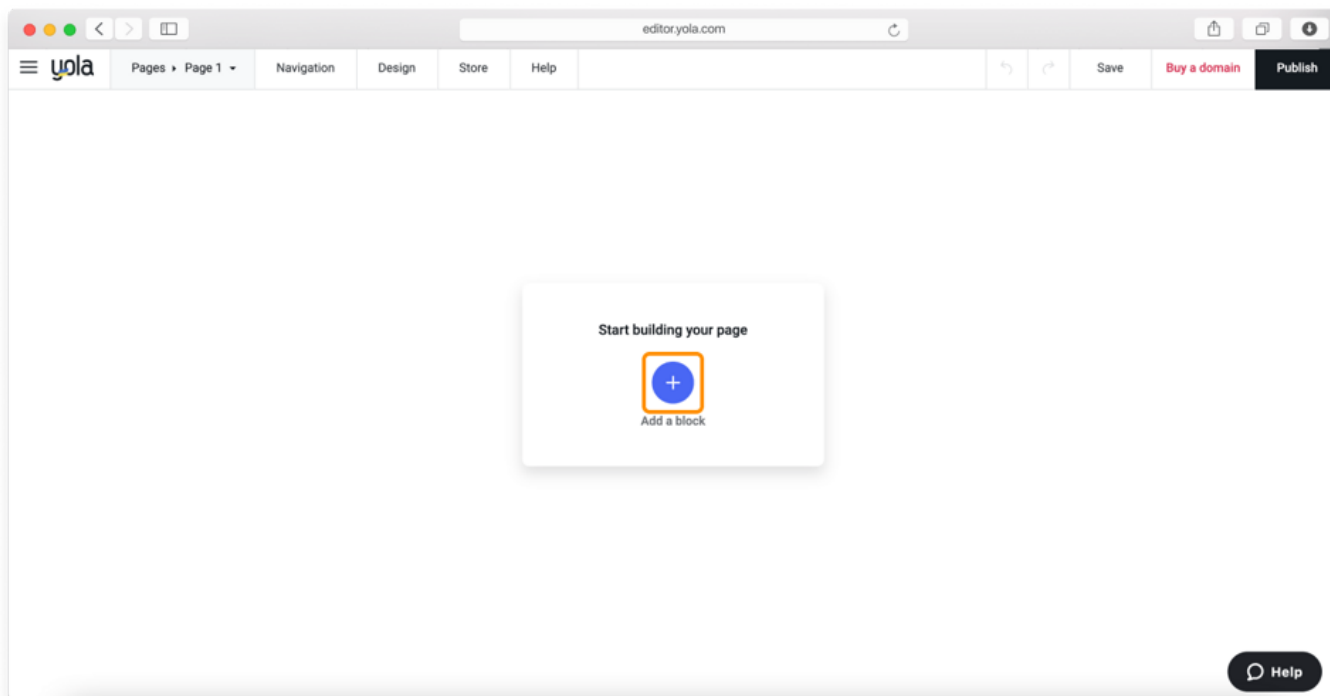 editor.yola.com
yola Pages › Page 1 Navigation Design Store Help Save Buy a domain Publish
Start building your page
+
Add a block
Help